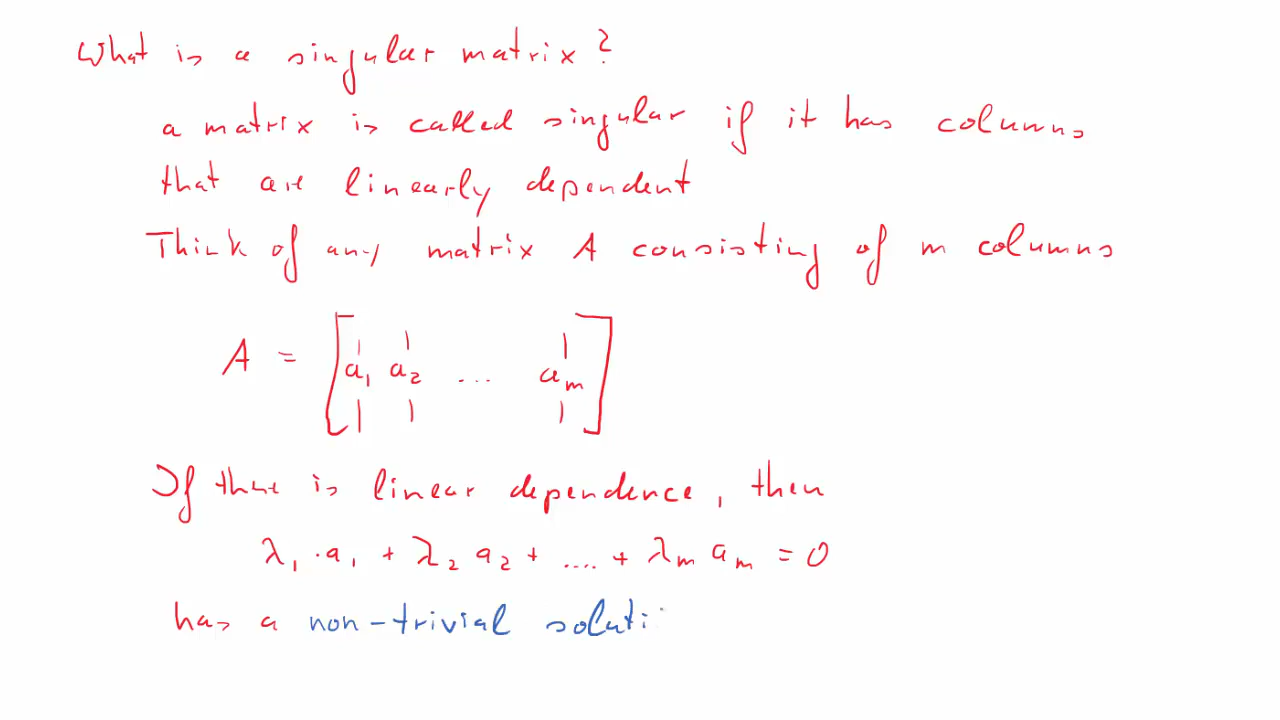 What is a singular matrix?
a matrix is called singular if it has columns
that are linearly dependent
Think of any matrix A consisting of m columns
A = [a₁ a₂ ... aₘ]
If there is linear dependence, then
λ₁ · a₁ + λ₂ a₂ + .... + λₘ aₘ = 0
has a non-trivial soluti